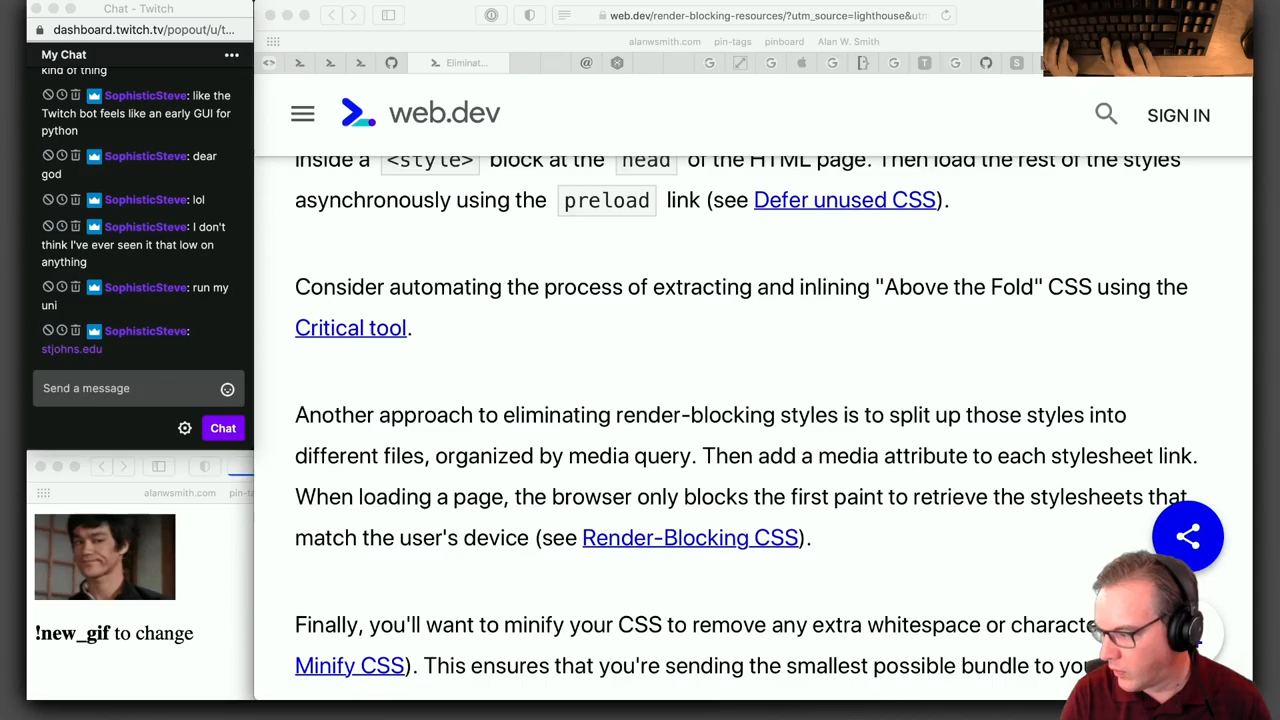 Chat - Twitch
dashboard.twitch.tv/popout/u/t...
My Chat
kind of thing
SophisticSteve: like the
Twitch bot feels like an early GUI for
python
SophisticSteve: dear
god
SophisticSteve: lol
SophisticSteve: I don't
think I've ever seen it that low on
anything
SophisticSteve: run my
uni
SophisticSteve:
stjohns.edu
Send a message
Chat
alanwsmith.com pin-t
!new_gif to change
web.dev/render-blocking-resources/?utm_source=lighthouse&utm
alanwsmith.com pin-tags pinboard Alan W. Smith
Eliminat...
web.dev
SIGN IN
inside a <style> block at the head of the HTML page. Then load the rest of the styles
asynchronously using the preload link (see Defer unused CSS).
Consider automating the process of extracting and inlining "Above the Fold" CSS using the
Critical tool.
Another approach to eliminating render-blocking styles is to split up those styles into
different files, organized by media query. Then add a media attribute to each stylesheet link.
When loading a page, the browser only blocks the first paint to retrieve the stylesheets that
match the user's device (see Render-Blocking CSS).
Finally, you'll want to minify your CSS to remove any extra whitespace or characte
Minify CSS). This ensures that you're sending the smallest possible bundle to you